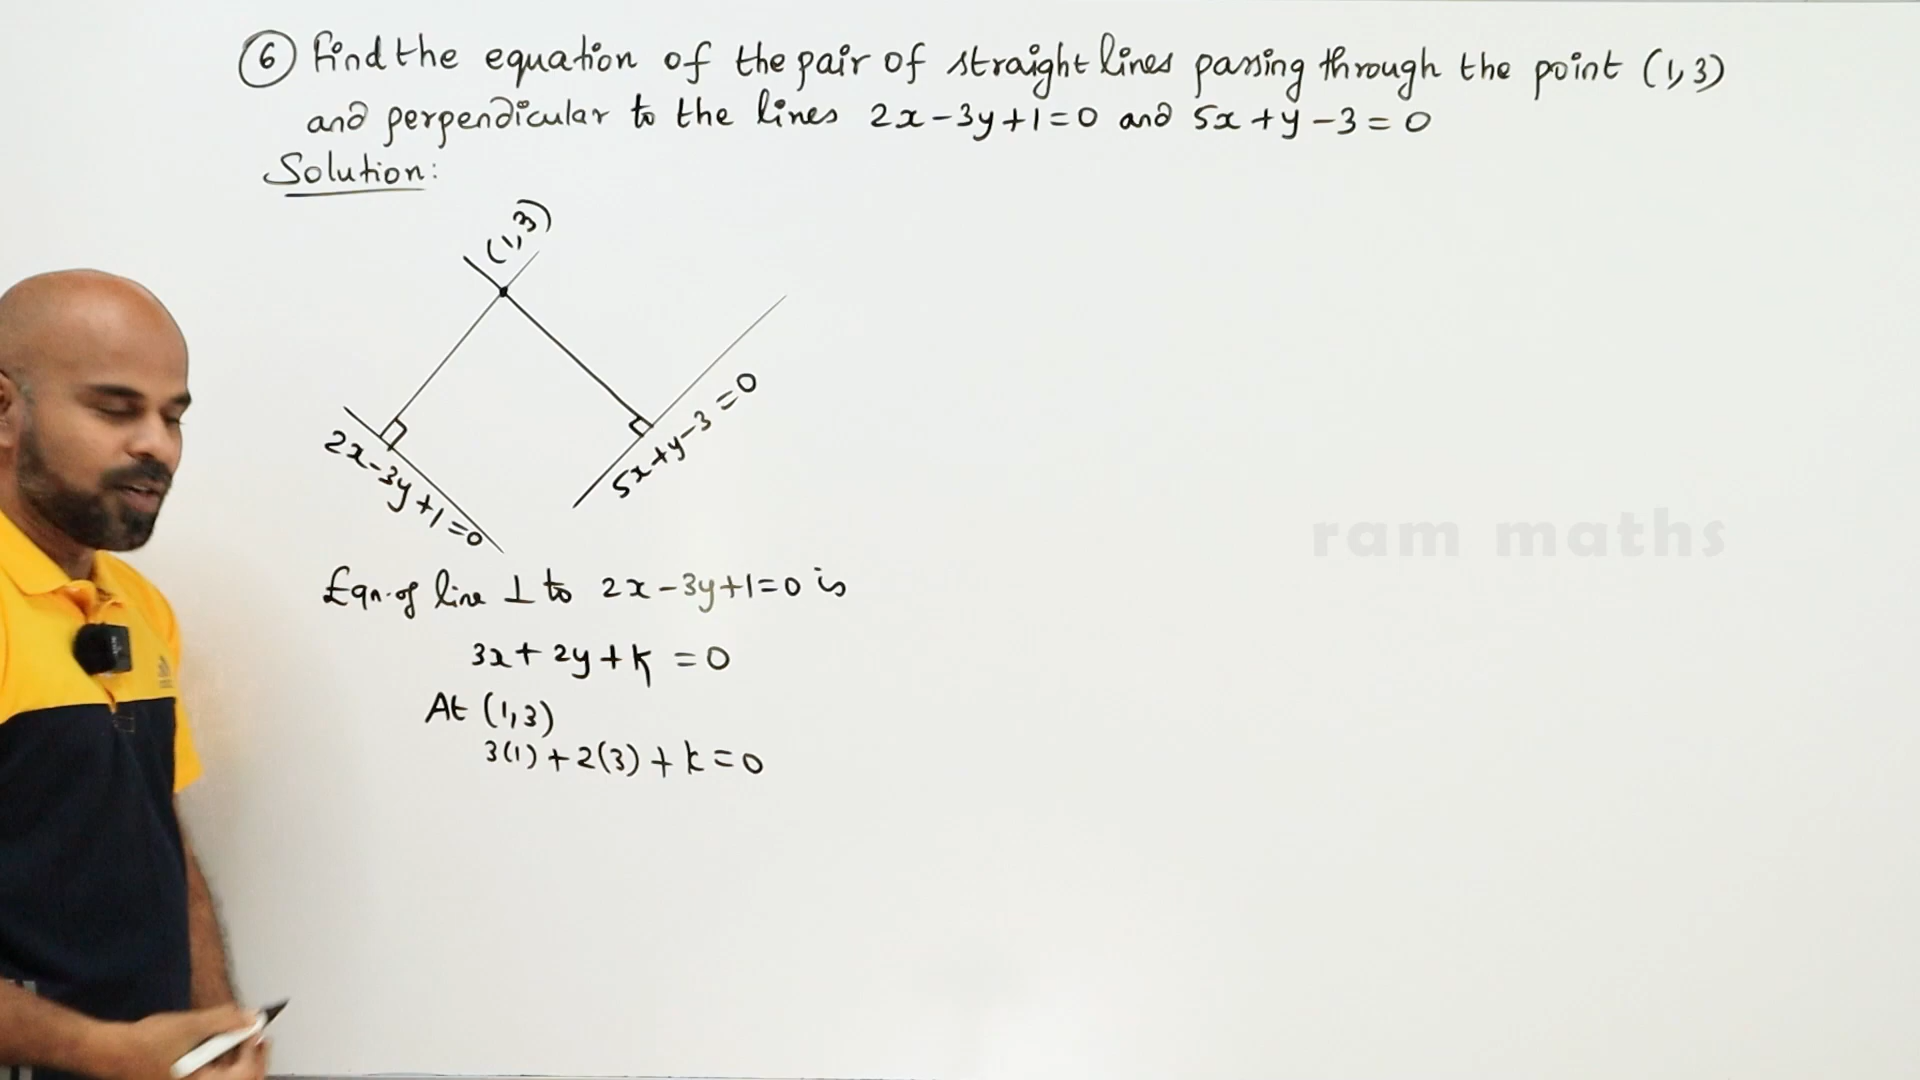 ⑥ Find the equation of the pair of straight lines passing through the point (1,3)
and perpendicular to the lines 2x-3y+1=0 and 5x+y-3=0
Solution:
(1,3)
2x-3y+1=0
5x+y-3=0
Eqn. of line ⊥ to 2x-3y+1=0 is
3x+2y+k=0
At (1,3)
3(1)+2(3)+k=0
ram maths